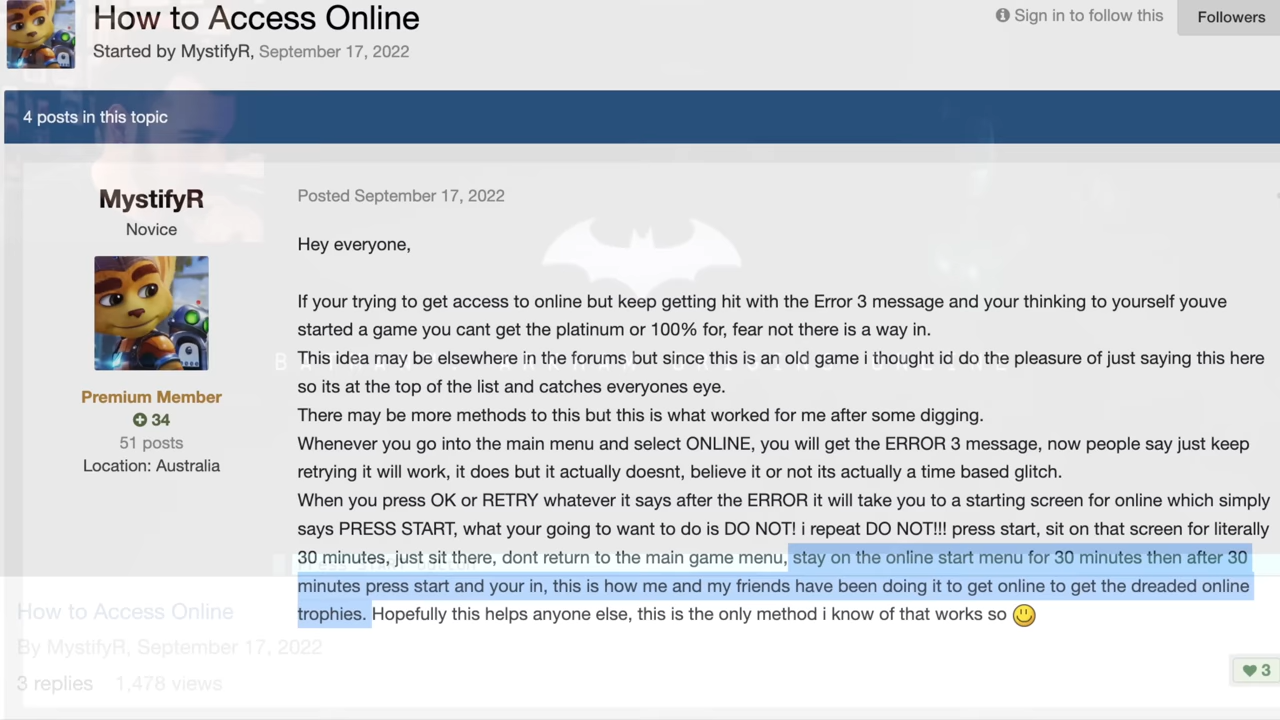 How to Access Online
Started by MystifyR, September 17, 2022
Sign in to follow this
Followers
4 posts in this topic
MystifyR
Novice
Premium Member
34
51 posts
Location: Australia
Posted September 17, 2022
Hey everyone,
If your trying to get access to online but keep getting hit with the Error 3 message and your thinking to yourself youve
started a game you cant get the platinum or 100% for, fear not there is a way in.
This idea may be elsewhere in the forums but since this is an old game i thought id do the pleasure of just saying this here
BATMAN: ARKHAM ORIGINS ONLINE
so its at the top of the list and catches everyones eye.
There may be more methods to this but this is what worked for me after some digging.
Whenever you go into the main menu and select ONLINE, you will get the ERROR 3 message, now people say just keep
retrying it will work, it does but it actually doesnt, believe it or not its actually a time based glitch.
When you press OK or RETRY whatever it says after the ERROR it will take you to a starting screen for online which simply
says PRESS START, what your going to want to do is DO NOT! i repeat DO NOT!!! press start, sit on that screen for literally
30 minutes, just sit there, dont return to the main game menu, stay on the online start menu for 30 minutes then after 30
minutes press start and your in, this is how me and my friends have been doing it to get online to get the dreaded online
trophies. Hopefully this helps anyone else, this is the only method i know of that works so
3
How to Access Online
By MystifyR, September 17, 2022
3 replies 1,478 views